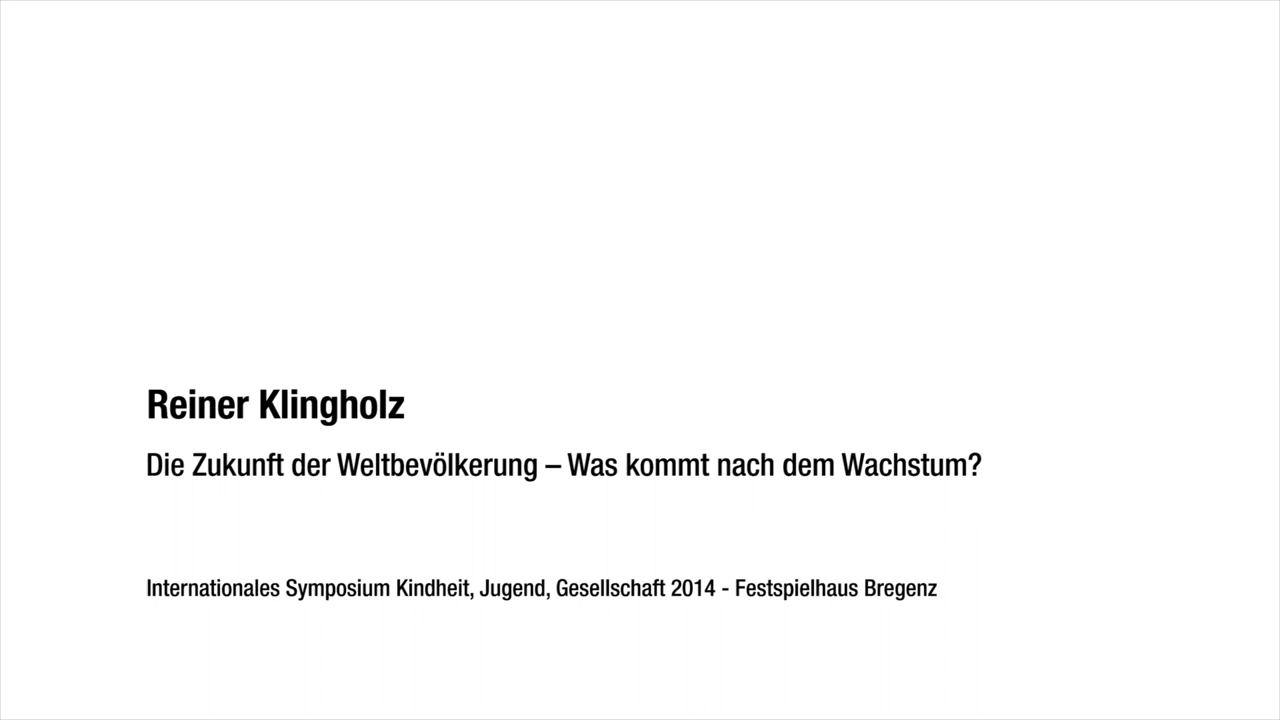 Reiner Klingholz
Die Zukunft der Weltbevölkerung – Was kommt nach dem Wachstum?
Internationales Symposium Kindheit, Jugend, Gesellschaft 2014 - Festspielhaus Bregenz